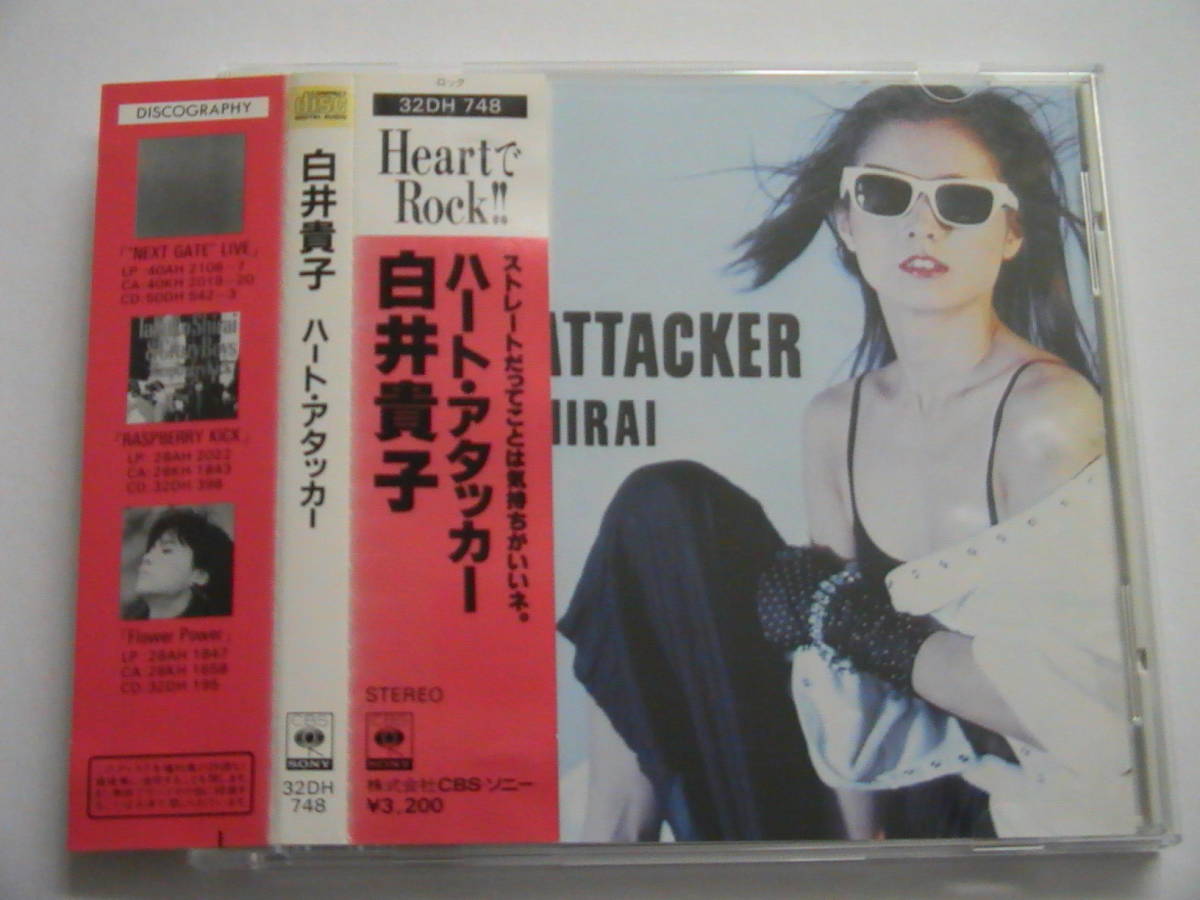 DISCOGRAPHY
「"NEXT GATE" LIVE」
LP 40AH 2108-7
CA 40KH 2019-20
CD 50DH 542-3
「RASPBERRY KICK」
LP 28AH 2022
CA 28KH 1843
CD 32DH 398
「Flower Power」
LP 28AH 1847
CA 28KH 1658
CD 32DH 195
disc
DIGITAL AUDIO
白井貴子 ハート・アタッカー
CBS
SONY
32DH
748
ロック
32DH 748
Heartで
Rock!!
ストレートだってことは気持ちがいいネ。
ハート・アタッカー
白井貴子
STEREO
CBS
SONY
株式会社CBS・ソニー
¥3,200
ATTACKER
HIRAI